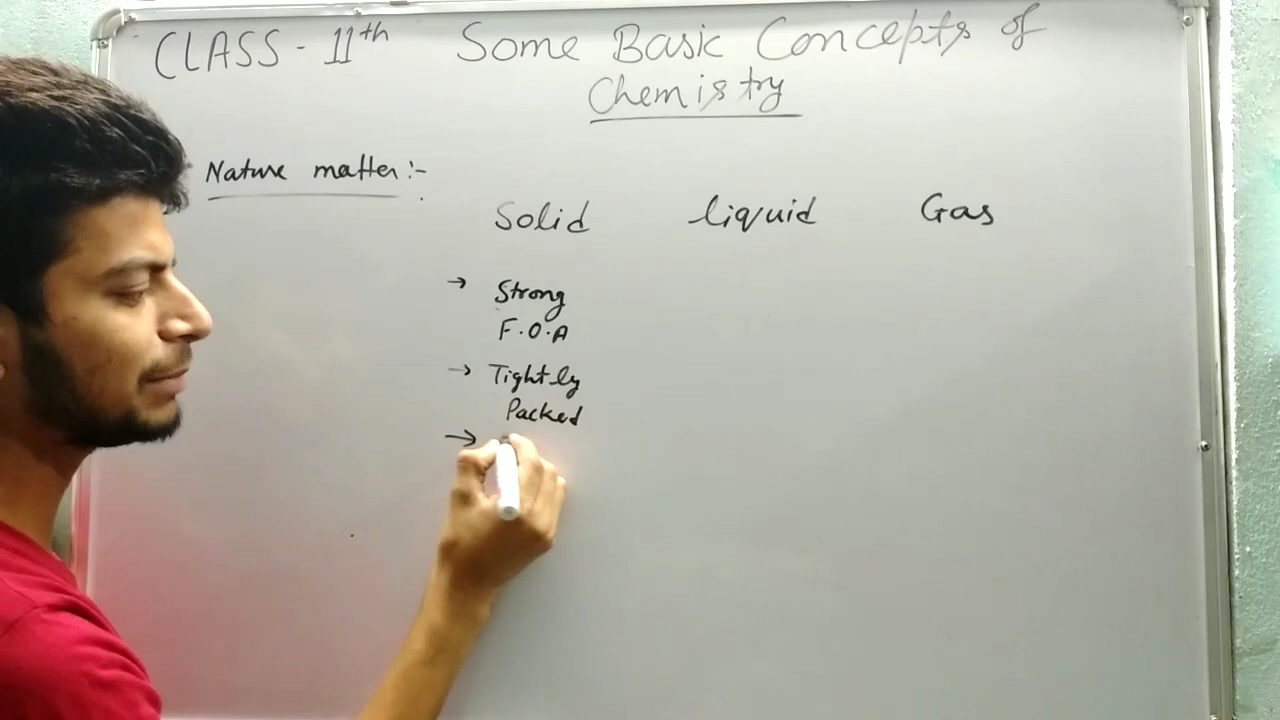 CLASS - 11th Some Basic Concepts of
Chemistry
Nature matter :-
Solid liquid Gas
→ Strong
F.O.A
→ Tightly
Packed
→